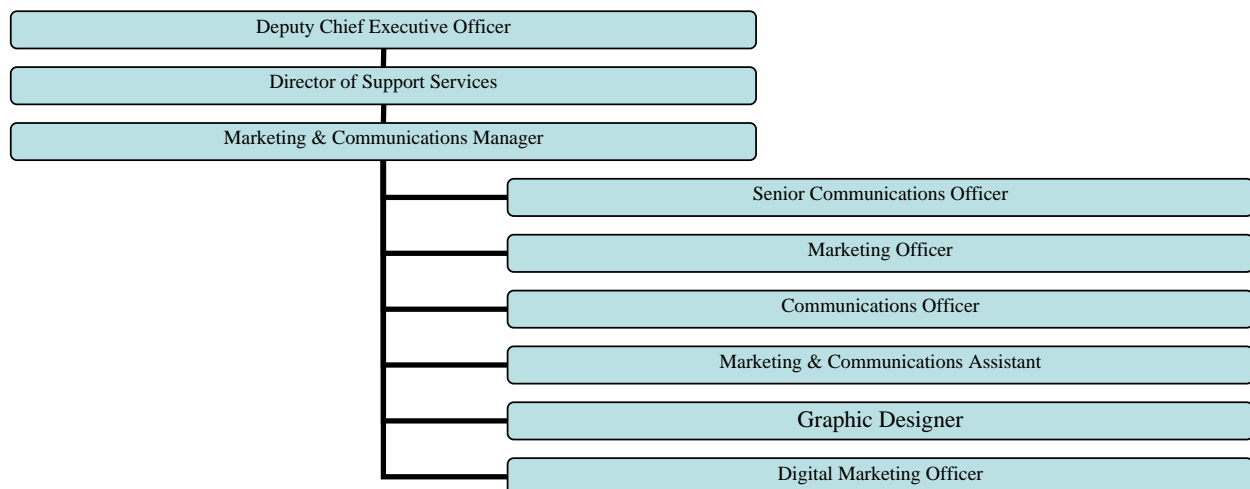 Deputy Chief Executive Officer
Director of Support Services
Marketing & Communications Manager
Senior Communications Officer
Marketing Officer
Communications Officer
Marketing & Communications Assistant
Graphic Designer
Digital Marketing Officer